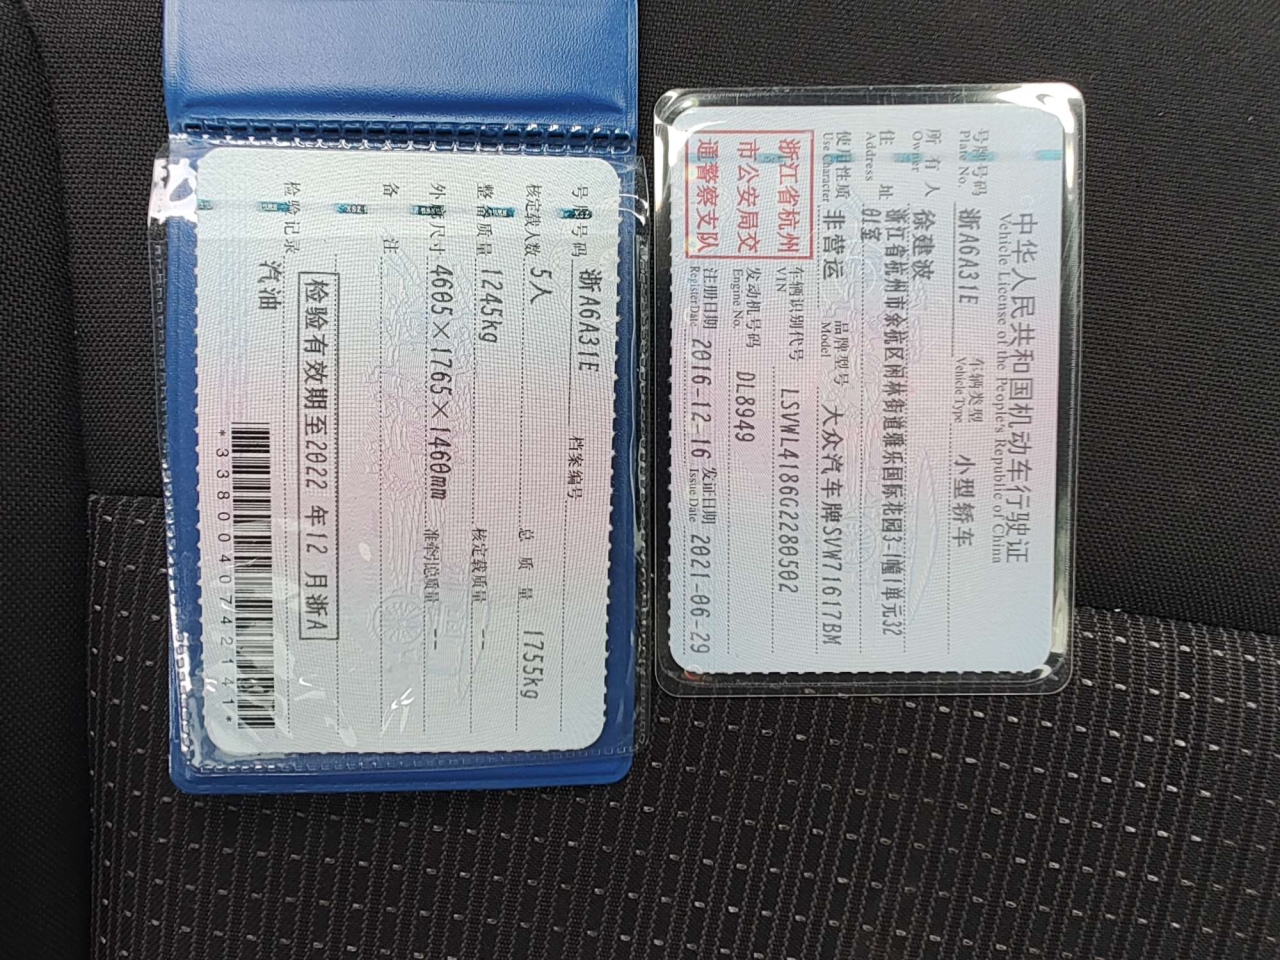 中华人民共和国机动车行驶证
Vehicle License of the People's Republic of China
号牌号码 浙A6A31E 车辆类型 小型轿车
Plate No. Vehicle Type
所有人 徐建波
Owner
住址 浙江省杭州市余杭区闲林街道雅乐国际花园3-1幢1单元32
Address 01室
使用性质 非营运 品牌型号 大众汽车牌SVW71617BM
Use Character Model
浙江省杭州
市公安局交
通警察支队
车辆识别代号 LSVWL4186G2280502
VIN
发动机号码 DL8949
Engine No.
注册日期 2016-12-16 发证日期 2021-06-29
Register Date Issue Date
号牌号码 浙A6A31E 档案编号
核定载人数 5人 总质量 1755kg
整备质量 1245kg 核定载质量 --
外廓尺寸 4605×1765×1460mm 准牵引总质量 --
备注
检验有效期至2022年12月浙A
检验记录 汽油
*3380040742141*